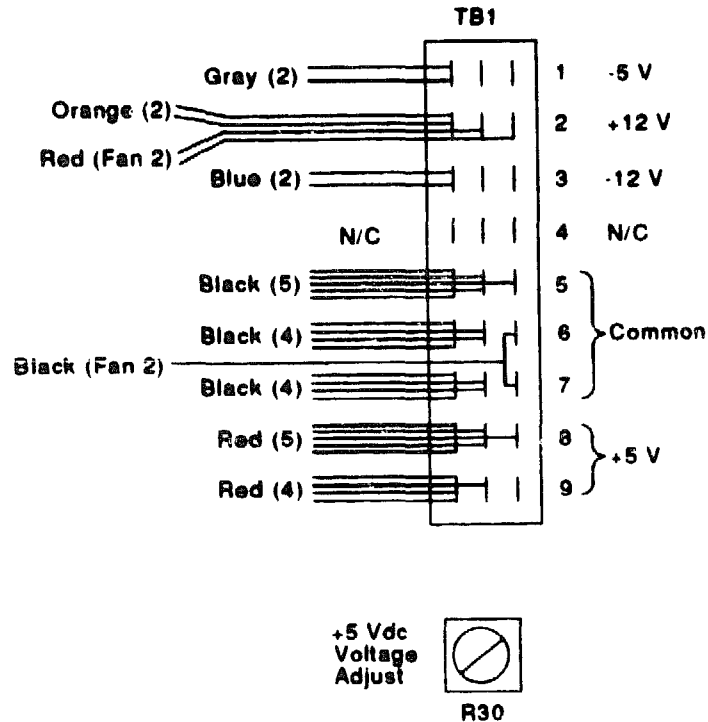 TB1
Gray (2) 1 -5 V
Orange (2) 2 +12 V
Red (Fan 2)
Blue (2) 3 -12 V
N/C 4 N/C
Black (5) 5
Black (4) 6 Common
Black (Fan 2)
Black (4) 7
Red (5) 8
+5 V
Red (4) 9
+5 Vdc
Voltage
Adjust
R30